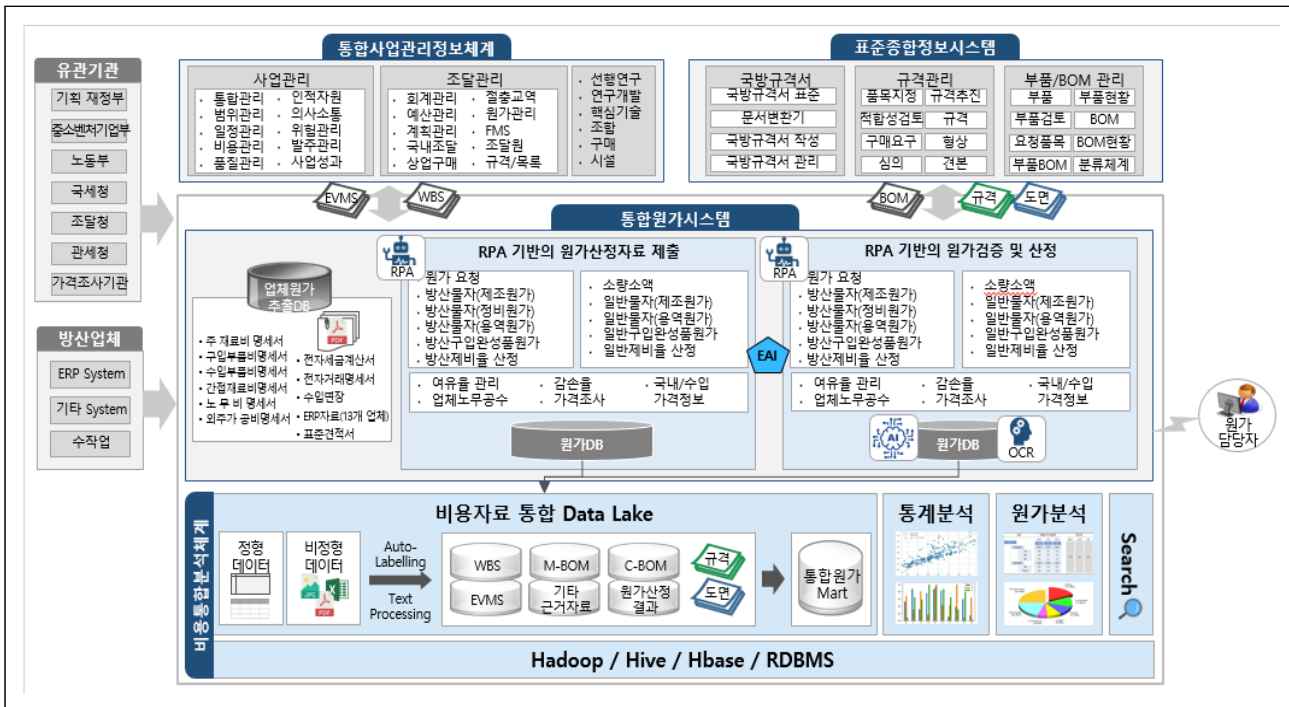 통합사업관리정보체계
표준종합정보시스템
유관기관
기획 재정부
중소벤처기업부
노동부
국세청
조달청
관세청
가격조사기관
방산업체
ERP System
기타 System
수작업
사업관리
· 통합관리 · 인적자원
· 범위관리 · 의사소통
· 일정관리 · 위험관리
· 비용관리 · 발주관리
· 품질관리 · 사업성과
조달관리
· 회계관리 · 절충교역
· 예산관리 · 원가관리
· 계획관리 · FMS
· 국내조달 · 조달원
· 상업구매 · 규격/목록
· 선행연구
· 연구개발
· 핵심기술
· 조함
· 구매
· 시설
국방규격서
국방규격서 표준
문서변환기
국방규격서 작성
국방규격서 관리
규격관리
품목지정 규격추진
적합성검토 규격
구매요구 형상
심의 견본
부품/BOM 관리
부품 부품현황
부품검토 BOM
요청품목 BOM현황
부품BOM 분류체계
EVMS
WBS
BOM
규격
도면
통합원가시스템
업체원가
추출DB
PDF
· 주 재료비 명세서
· 구입부품비명세서
· 수입부품비명세서
· 간접재료비명세서
· 노 무 비 명세서
· 외주가 공비명세서
· 전자세금계산서
· 전자거래명세서
· 수입면장
· ERP자료(13개 업체)
· 표준견적서
RPA
RPA 기반의 원가산정자료 제출
· 원가 요청
· 방산물자(제조원가)
· 방산물자(정비원가)
· 방산물자(용역원가)
· 방산구입완성품원가
· 방산제비율 산정
· 소량소액
· 일반물자(제조원가)
· 일반물자(용역원가)
· 일반구입완성품원가
· 일반제비율 산정
· 여유율 관리 · 감손율 · 국내/수입
· 업체노무공수 · 가격조사 가격정보
원가DB
EAI
RPA
RPA 기반의 원가검증 및 산정
· 원가 요청
· 방산물자(제조원가)
· 방산물자(정비원가)
· 방산물자(용역원가)
· 방산구입완성품원가
· 방산제비율 산정
· 소량소액
· 일반물자(제조원가)
· 일반물자(용역원가)
· 일반구입완성품원가
· 일반제비율 산정
· 여유율 관리 · 감손율 · 국내/수입
· 업체노무공수 · 가격조사 가격정보
AI
원가DB
OCR
원가
담당자
비용통합분석체계
비용자료 통합 Data Lake
정형
데이터
비정형
데이터
PDF
Auto-
Labelling
Text
Processing
WBS
M-BOM
C-BOM
규격
EVMS
기타
근거자료
원가산정
결과
도면
통합원가
Mart
통계분석
원가분석
Search
Hadoop / Hive / Hbase / RDBMS